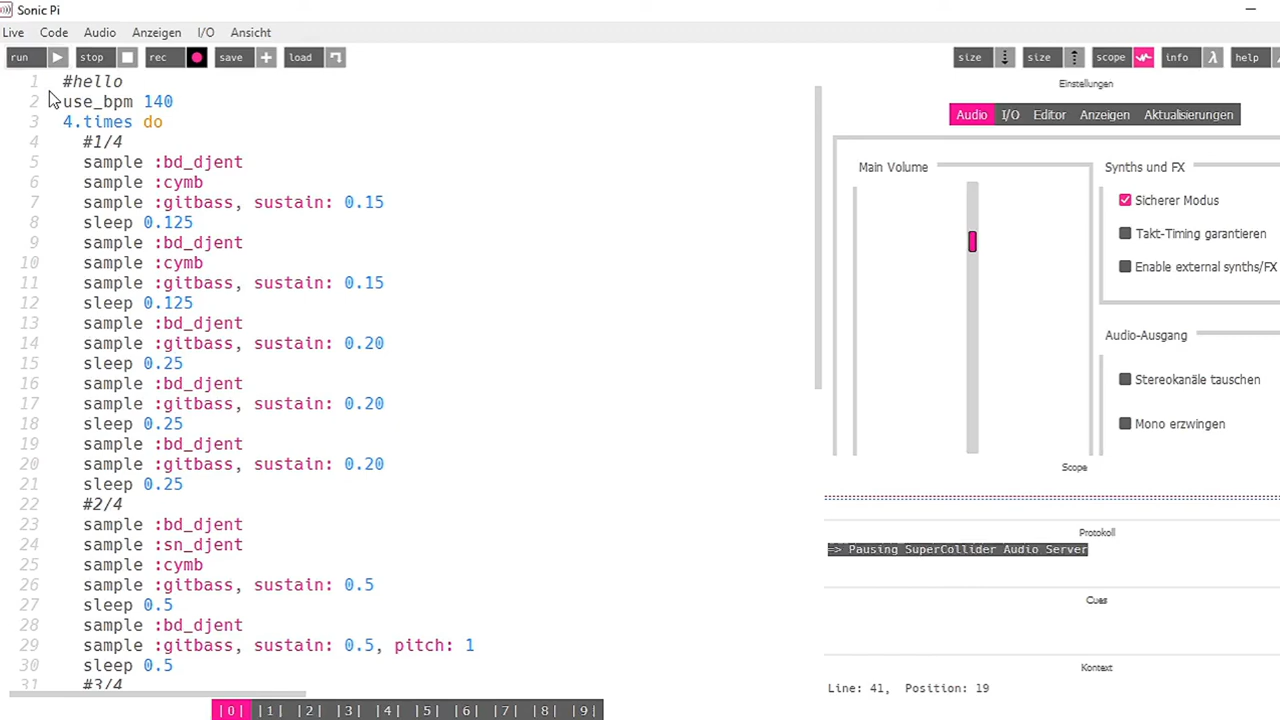 Sonic Pi
Live Code Audio Anzeigen I/O Ansicht
run stop rec save load size size scope info help
1 #hello
2 use_bpm 140
3 4.times do
4 #1/4
5 sample :bd_djent
6 sample :cymb
7 sample :gitbass, sustain: 0.15
8 sleep 0.125
9 sample :bd_djent
10 sample :cymb
11 sample :gitbass, sustain: 0.15
12 sleep 0.125
13 sample :bd_djent
14 sample :gitbass, sustain: 0.20
15 sleep 0.25
16 sample :bd_djent
17 sample :gitbass, sustain: 0.20
18 sleep 0.25
19 sample :bd_djent
20 sample :gitbass, sustain: 0.20
21 sleep 0.25
22 #2/4
23 sample :bd_djent
24 sample :sn_djent
25 sample :cymb
26 sample :gitbass, sustain: 0.5
27 sleep 0.5
28 sample :bd_djent
29 sample :gitbass, sustain: 0.5, pitch: 1
30 sleep 0.5
31 #3/4
|0| |1| |2| |3| |4| |5| |6| |7| |8| |9|
Einstellungen
Audio I/O Editor Anzeigen Aktualisierungen
Main Volume
Synths und FX
Sicherer Modus
Takt-Timing garantieren
Enable external synths/FX
Audio-Ausgang
Stereokanäle tauschen
Mono erzwingen
Scope
Protokoll
=> Pausing SuperCollider Audio Server
Cues
Kontext
Line: 41, Position: 19